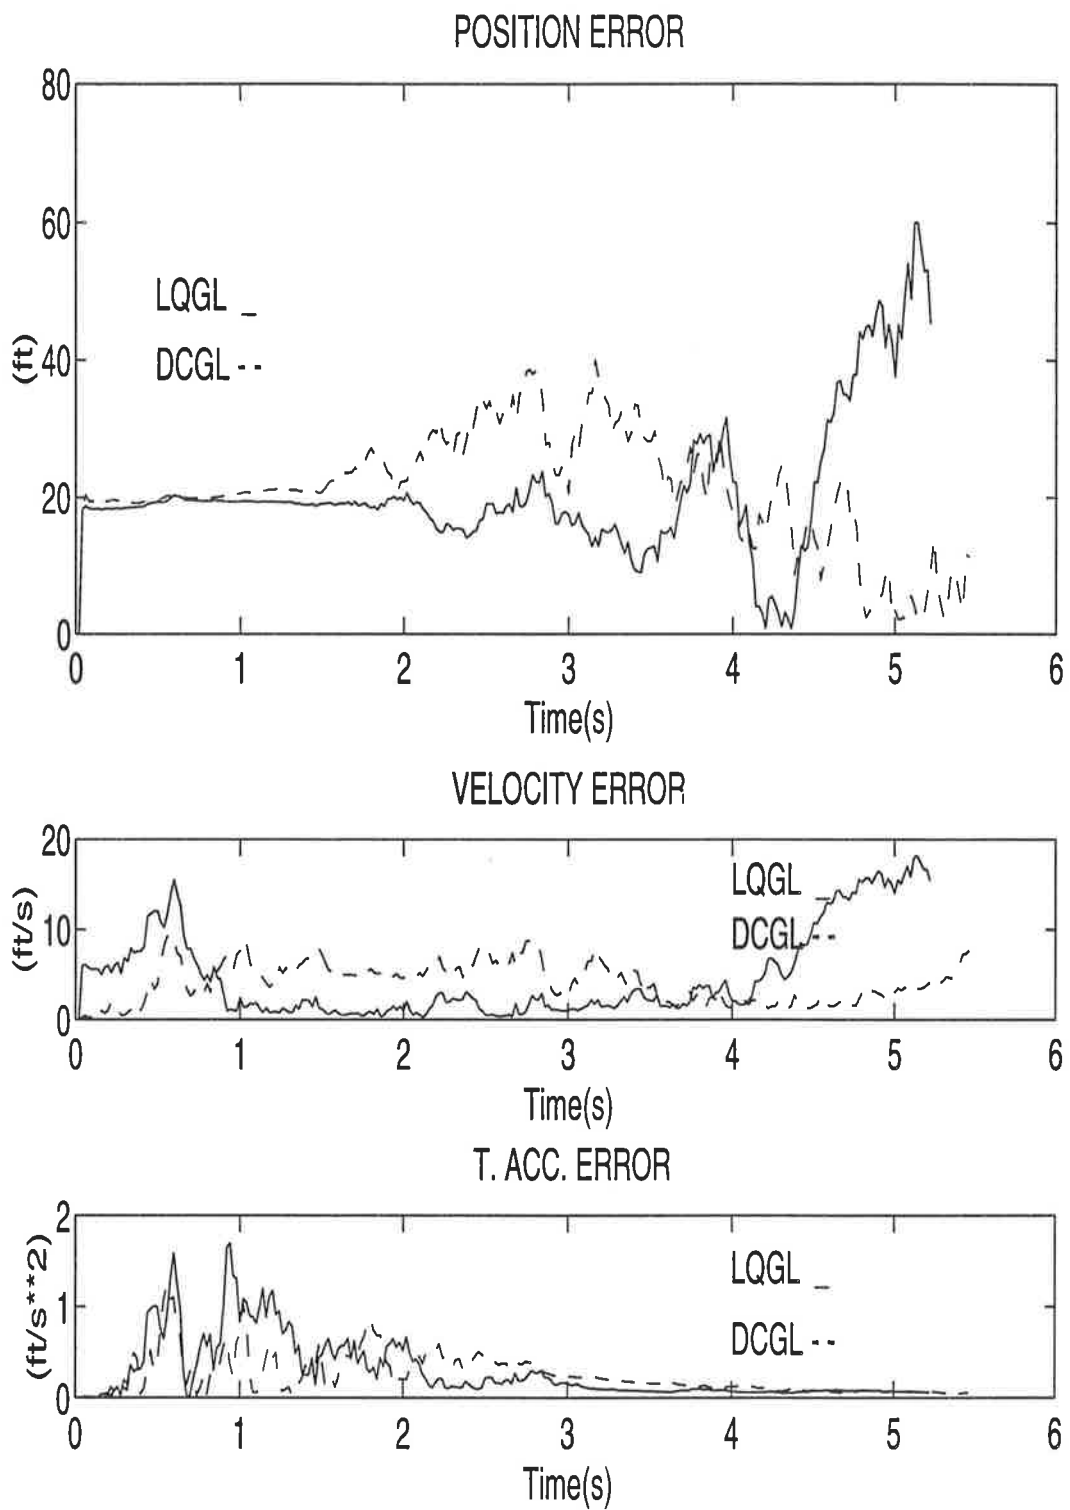 POSITION ERROR
80
60
40
20
0
(ft)
LQGL _
DCGL --
0 1 2 3 4 5 6
Time(s)
VELOCITY ERROR
20
10
0
(ft/s)
LQGL _
DCGL --
0 1 2 3 4 5 6
Time(s)
T. ACC. ERROR
2
1
0
(ft/s**2)
LQGL _
DCGL --
0 1 2 3 4 5 6
Time(s)